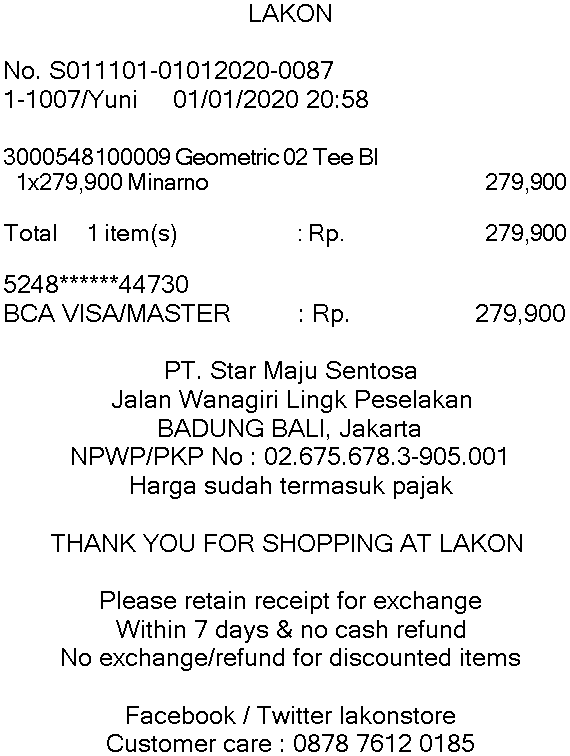 LAKON
No. S011101-01012020-0087
1-1007/Yuni 01/01/2020 20:58
3000548100009 Geometric 02 Tee Bl
1x279,900 Minarno 279,900
Total 1 item(s) : Rp. 279,900
5248******44730
BCA VISA/MASTER : Rp. 279,900
PT. Star Maju Sentosa
Jalan Wanagiri Lingk Peselakan
BADUNG BALI, Jakarta
NPWP/PKP No : 02.675.678.3-905.001
Harga sudah termasuk pajak
THANK YOU FOR SHOPPING AT LAKON
Please retain receipt for exchange
Within 7 days & no cash refund
No exchange/refund for discounted items
Facebook / Twitter lakonstore
Customer care : 0878 7612 0185